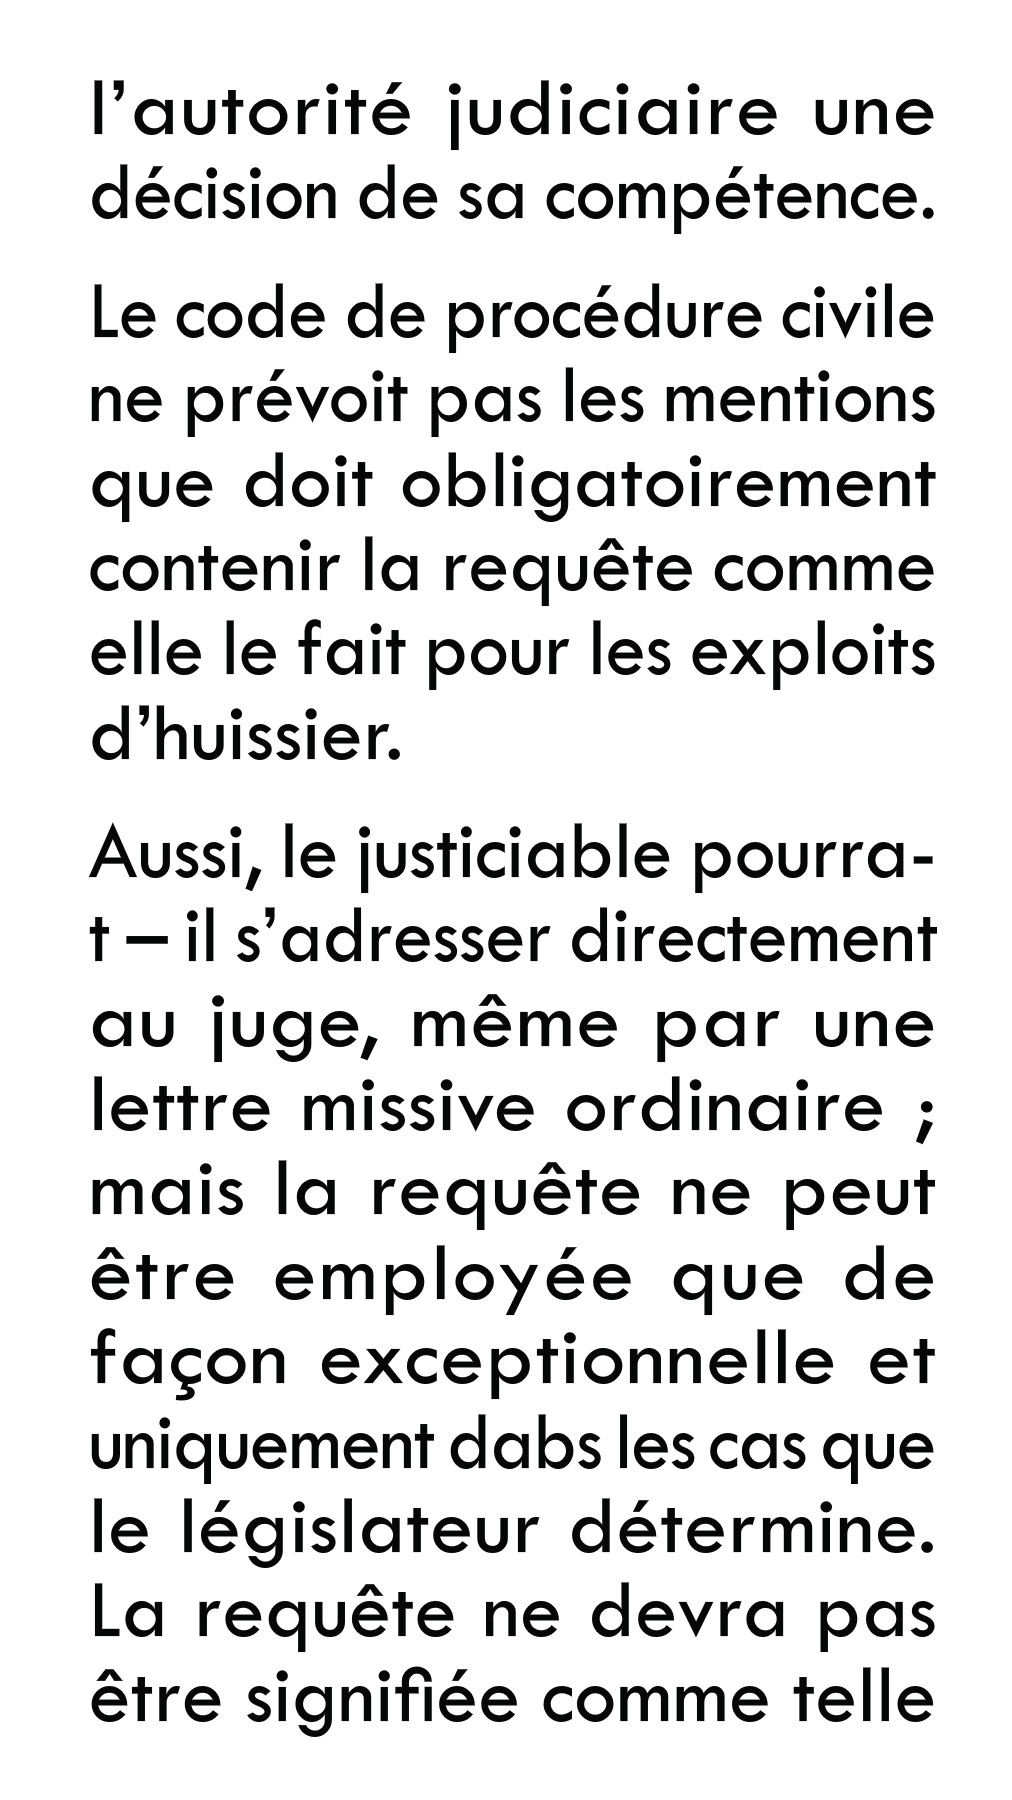 l’autorité judiciaire une
décision de sa compétence.
Le code de procédure civile
ne prévoit pas les mentions
que doit obligatoirement
contenir la requête comme
elle le fait pour les exploits
d’huissier.
Aussi, le justiciable pourra-
t – il s’adresser directement
au juge, même par une
lettre missive ordinaire ;
mais la requête ne peut
être employée que de
façon exceptionnelle et
uniquement dabs les cas que
le législateur détermine.
La requête ne devra pas
être signifiée comme telle